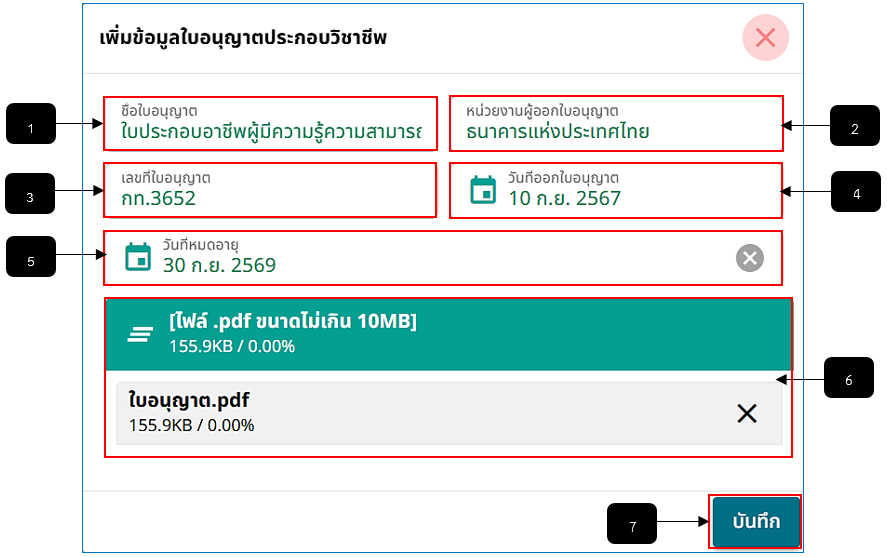 เพิ่มข้อมูลใบอนุญาตประกอบวิชาชีพ
1
ชื่อใบอนุญาต
ใบประกอบอาชีพผู้มีความรู้ความสามารถ
หน่วยงานผู้ออกใบอนุญาต
ธนาคารแห่งประเทศไทย
2
3
เลขที่ใบอนุญาต
กท.3652
วันที่ออกใบอนุญาต
10 ก.ย. 2567
4
5
วันที่หมดอายุ
30 ก.ย. 2569
[ไฟล์ .pdf ขนาดไม่เกิน 10MB]
155.9KB / 0.00%
6
ใบอนุญาต.pdf
155.9KB / 0.00%
7
บันทึก